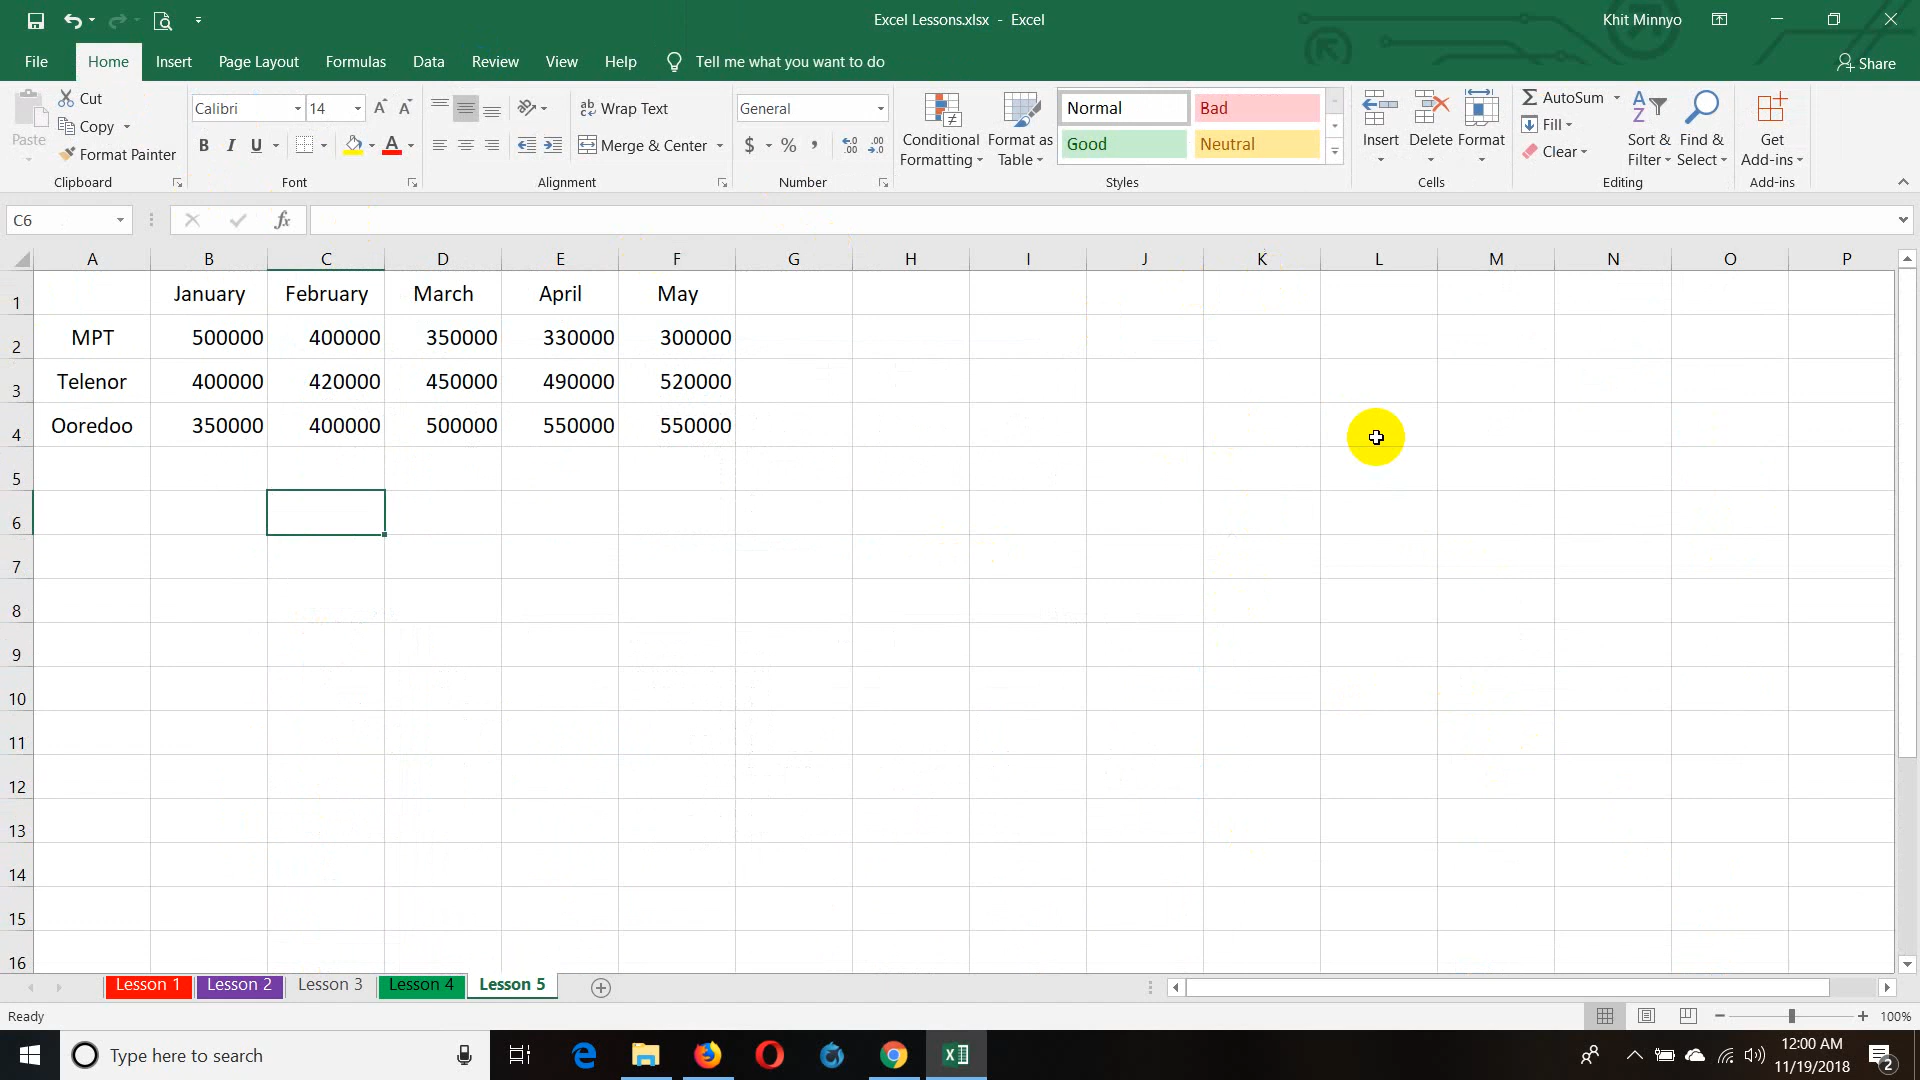 Excel Lessons.xlsx - Excel
Khit Minnyo
File Home Insert Page Layout Formulas Data Review View Help Tell me what you want to do
Share
Paste
Cut
Copy
Format Painter
Clipboard
Calibri 14
B I U
Font
Wrap Text
Merge & Center
Alignment
General
$ % ,
Number
Conditional Formatting
Format as Table
Normal Bad
Good Neutral
Styles
Insert Delete Format
Cells
AutoSum
Fill
Clear
Sort & Filter
Find & Select
Editing
Get Add-ins
Add-ins
C6
fx
A B C D E F G H I J K L M N O P
1 January February March April May
2 MPT 500000 400000 350000 330000 300000
3 Telenor 400000 420000 450000 490000 520000
4 Ooredoo 350000 400000 500000 550000 550000
5
6
7
8
9
10
11
12
13
14
15
16
Lesson 1 Lesson 2 Lesson 3 Lesson 4 Lesson 5
Ready
100%
Type here to search
12:00 AM
11/19/2018
2